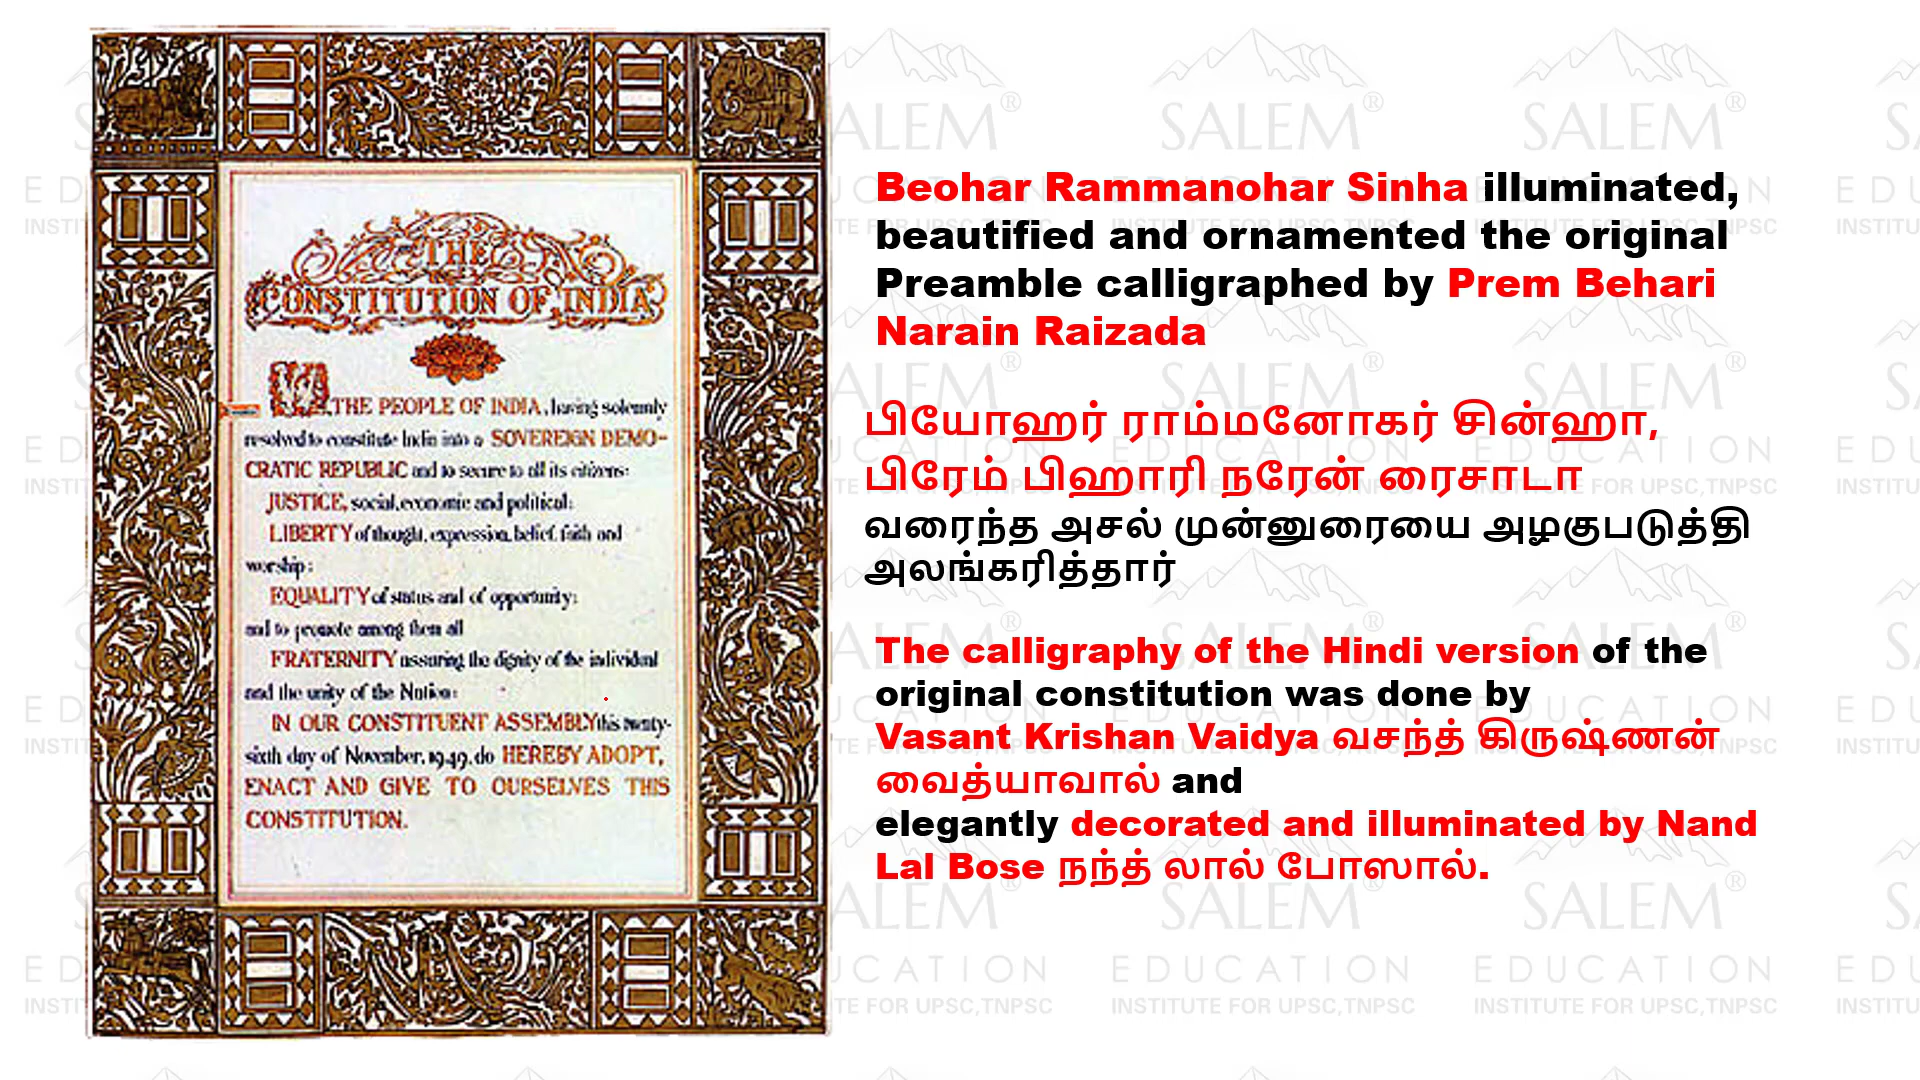 THE
CONSTITUTION OF INDIA
WE, THE PEOPLE OF INDIA, having solemnly
resolved to constitute India into a SOVEREIGN DEMO-
CRATIC REPUBLIC and to secure to all its citizens:
JUSTICE, social, economic and political;
LIBERTY of thought, expression, belief, faith and
worship;
EQUALITY of status and of opportunity;
and to promote among them all
FRATERNITY assuring the dignity of the individual
and the unity of the Nation;
IN OUR CONSTITUENT ASSEMBLY this twenty-
sixth day of November, 1949, do HEREBY ADOPT,
ENACT AND GIVE TO OURSELVES THIS
CONSTITUTION.
Beohar Rammanohar Sinha illuminated,
beautified and ornamented the original
Preamble calligraphed by Prem Behari
Narain Raizada
பியோஹர் ராம்மனோகர் சின்ஹா,
பிரேம் பிஹாரி நரேன் ரைசாடா
வரைந்த அசல் முன்னுரையை அழகுபடுத்தி
அலங்கரித்தார்
The calligraphy of the Hindi version of the
original constitution was done by
Vasant Krishan Vaidya வசந்த் கிருஷ்ணன்
வைத்யாவால் and
elegantly decorated and illuminated by Nand
Lal Bose நந்த் லால் போஸால்.
SALEM®
EDUCATION
INSTITUTE FOR UPSC,TNPSC